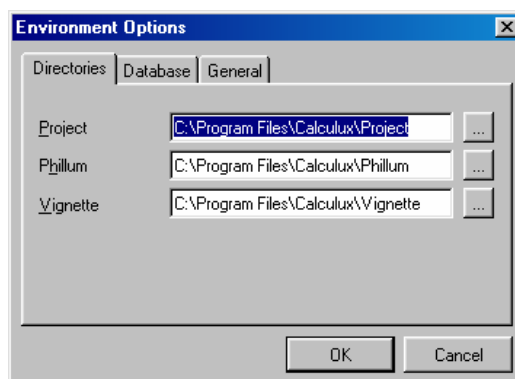 Environment Options
Directories Database General
Project C:\Program Files\Calculux\Project ...
Phillum C:\Program Files\Calculux\Phillum ...
Vignette C:\Program Files\Calculux\Vignette ...
OK Cancel